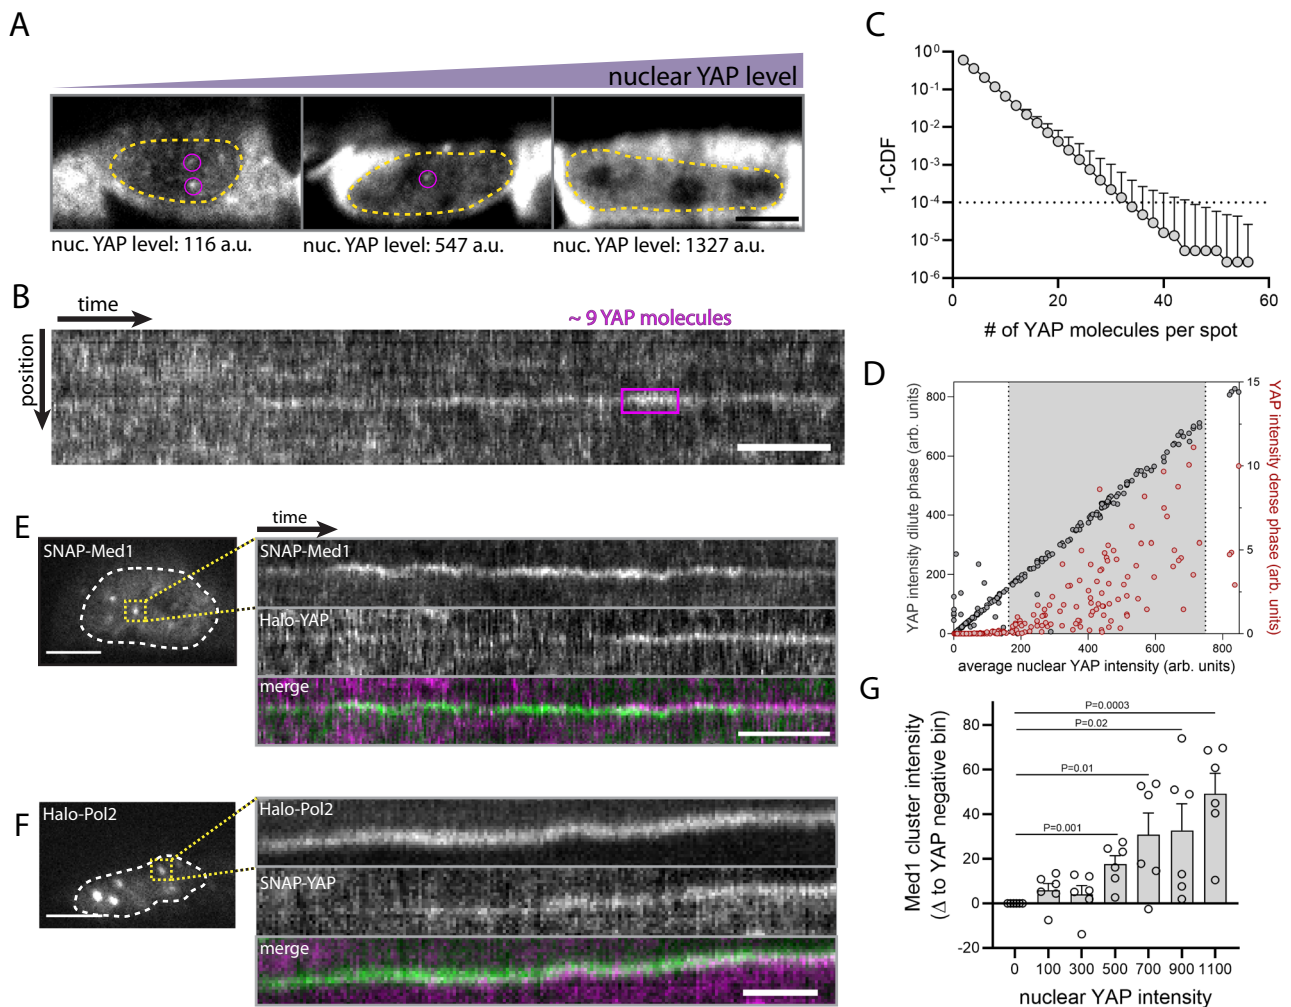 A
nuclear YAP level
nuc. YAP level: 116 a.u.
nuc. YAP level: 547 a.u.
nuc. YAP level: 1327 a.u.
B
time
~ 9 YAP molecules
position
C
10⁰
10⁻¹
10⁻²
10⁻³
10⁻⁴
10⁻⁵
10⁻⁶
1-CDF
0
20
40
60
# of YAP molecules per spot
D
YAP intensity dilute phase (arb. units)
800
600
400
200
0
15
10
5
0
YAP intensity dense phase (arb. units)
0
200
400
600
800
average nuclear YAP intensity (arb. units)
E
time
SNAP-Med1
SNAP-Med1
Halo-YAP
merge
F
Halo-Pol2
Halo-Pol2
SNAP-YAP
merge
G
P=0.0003
P=0.02
P=0.01
P=0.001
Med1 cluster intensity
(Δ to YAP negative bin)
80
60
40
20
0
-20
0
100
300
500
700
900
1100
nuclear YAP intensity